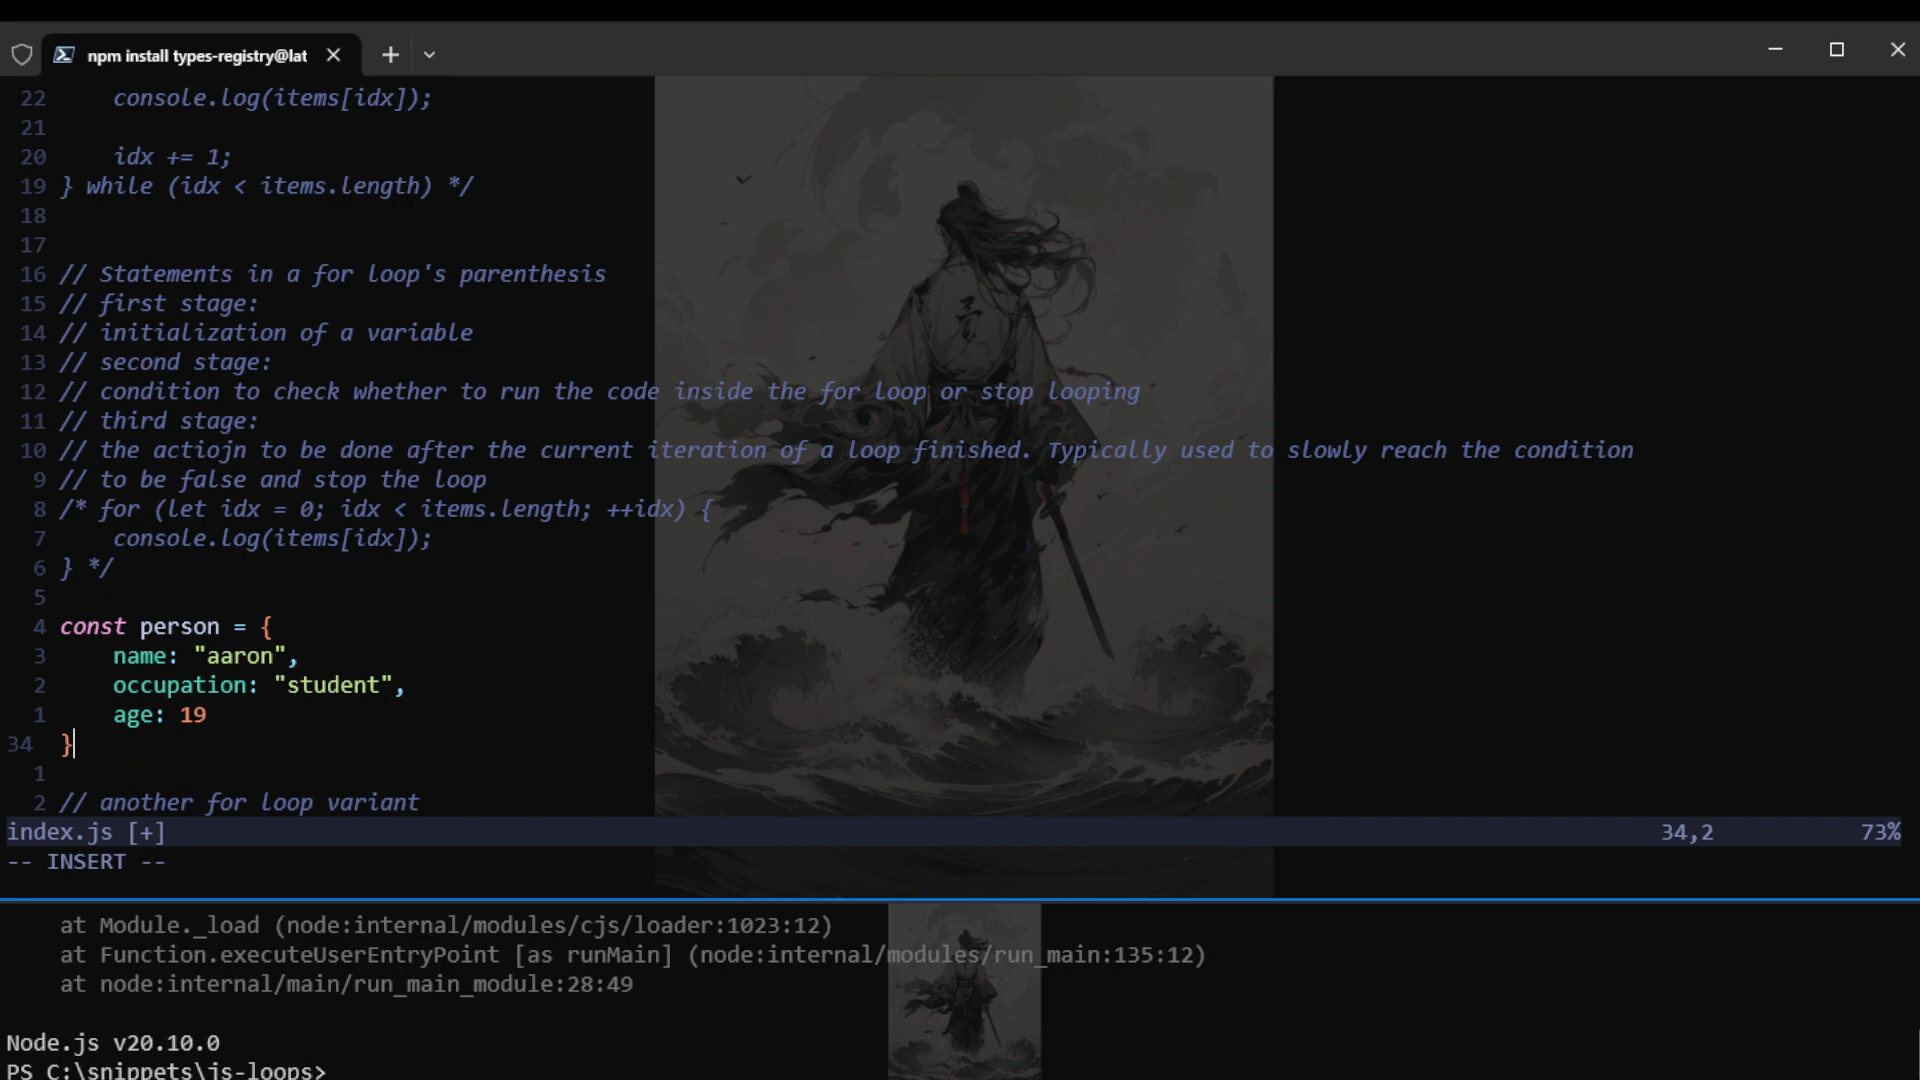 npm install types-registry@lat
22 console.log(items[idx]);
21
20 idx += 1;
19 } while (idx < items.length) */
18
17
16 // Statements in a for loop's parenthesis
15 // first stage:
14 // initialization of a variable
13 // second stage:
12 // condition to check whether to run the code inside the for loop or stop looping
11 // third stage:
10 // the actiojn to be done after the current iteration of a loop finished. Typically used to slowly reach the condition
9 // to be false and stop the loop
8 /* for (let idx = 0; idx < items.length; ++idx) {
7 console.log(items[idx]);
6 } */
5
4 const person = {
3 name: "aaron",
2 occupation: "student",
1 age: 19
34 }
1
2 // another for loop variant
index.js [+] 34,2 73%
-- INSERT --
at Module._load (node:internal/modules/cjs/loader:1023:12)
at Function.executeUserEntryPoint [as runMain] (node:internal/modules/run_main:135:12)
at node:internal/main/run_main_module:28:49
Node.js v20.10.0
PS C:\snippets\js-loops>